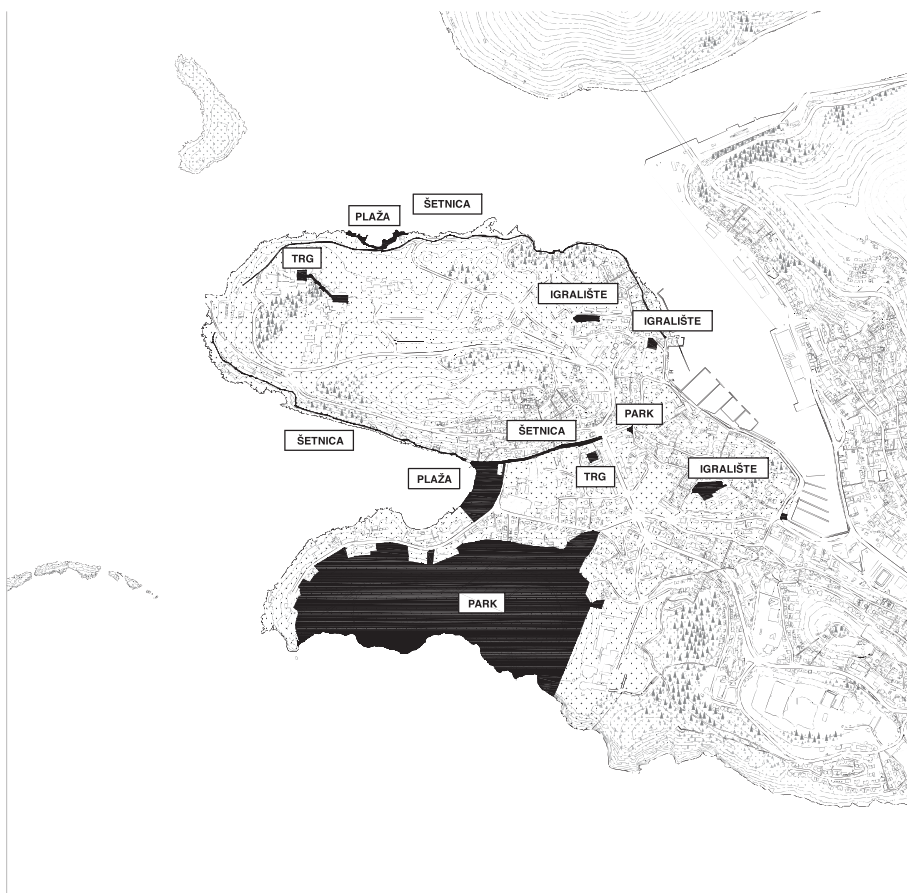 ŠETNICA
PLAŽA
TRG
IGRALIŠTE
IGRALIŠTE
PARK
ŠETNICA
ŠETNICA
IGRALIŠTE
PLAŽA
TRG
PARK